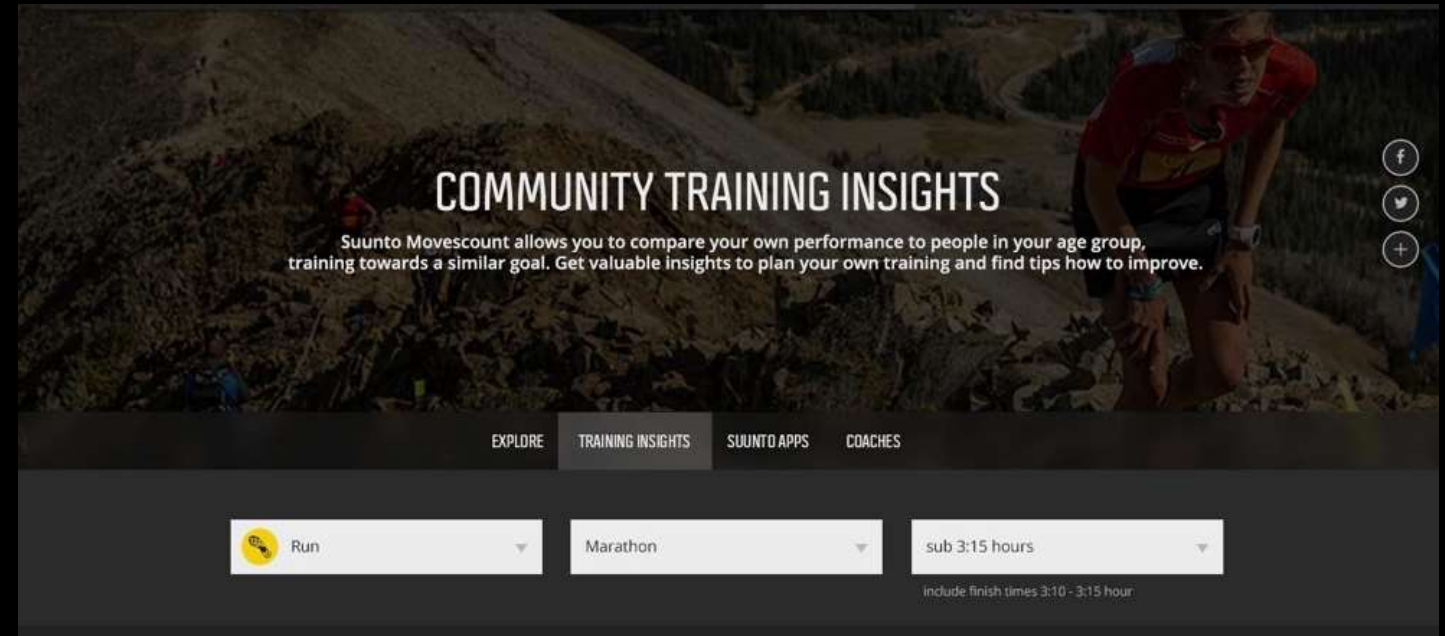 COMMUNITY TRAINING INSIGHTS
Suunto Movescount allows you to compare your own performance to people in your age group,
training towards a similar goal. Get valuable insights to plan your own training and find tips how to improve.
EXPLORE TRAINING INSIGHTS SUUNTO APPS COACHES
Run Marathon sub 3:15 hours
include finish times 3:10 - 3:15 hour